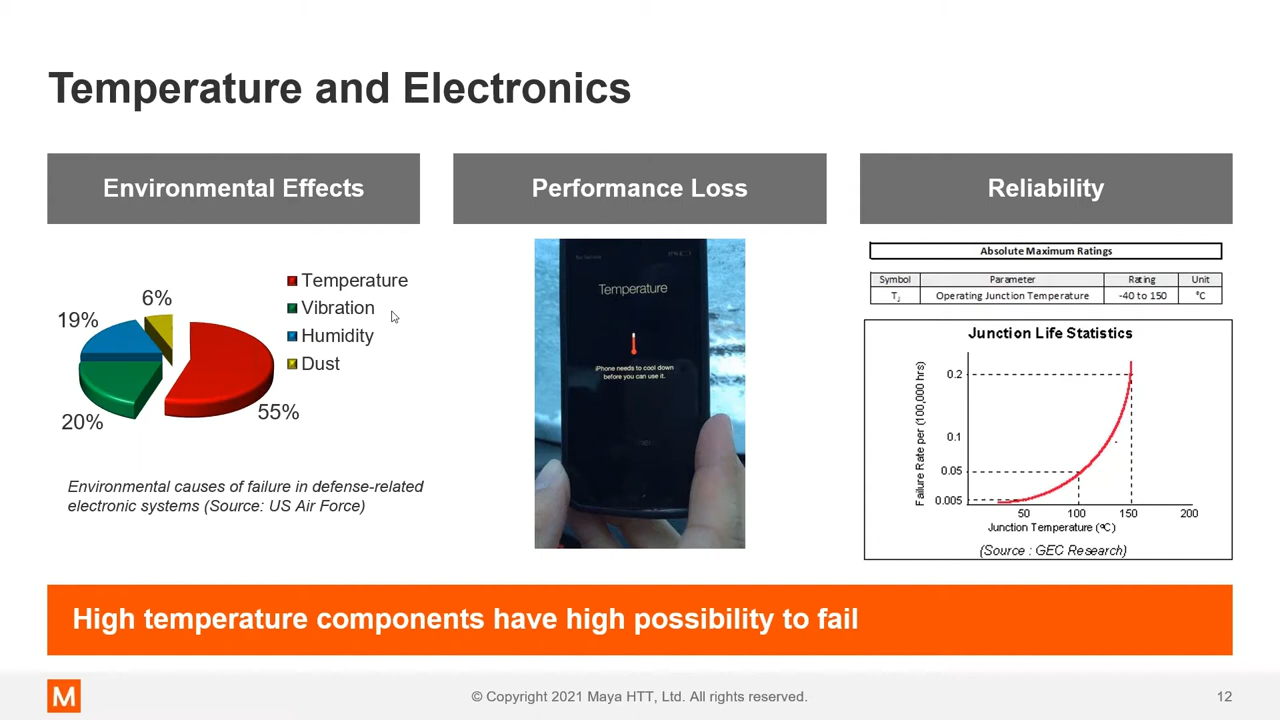 Temperature and Electronics
Environmental Effects
Performance Loss
Reliability
Temperature
Vibration
Humidity
Dust
6%
19%
20%
55%
Environmental causes of failure in defense-related
electronic systems (Source: US Air Force)
Temperature
iPhone needs to cool down
before you can use it.
Absolute Maximum Ratings
Symbol Parameter Rating Unit
Tj Operating Junction Temperature -40 to 150 °C
Junction Life Statistics
Failure Rate per (100,000 hrs)
0.2
0.1
0.05
0.005
50 100 150 200
Junction Temperature (ºC)
(Source : GEC Research)
High temperature components have high possibility to fail
M
© Copyright 2021 Maya HTT, Ltd. All rights reserved.
12